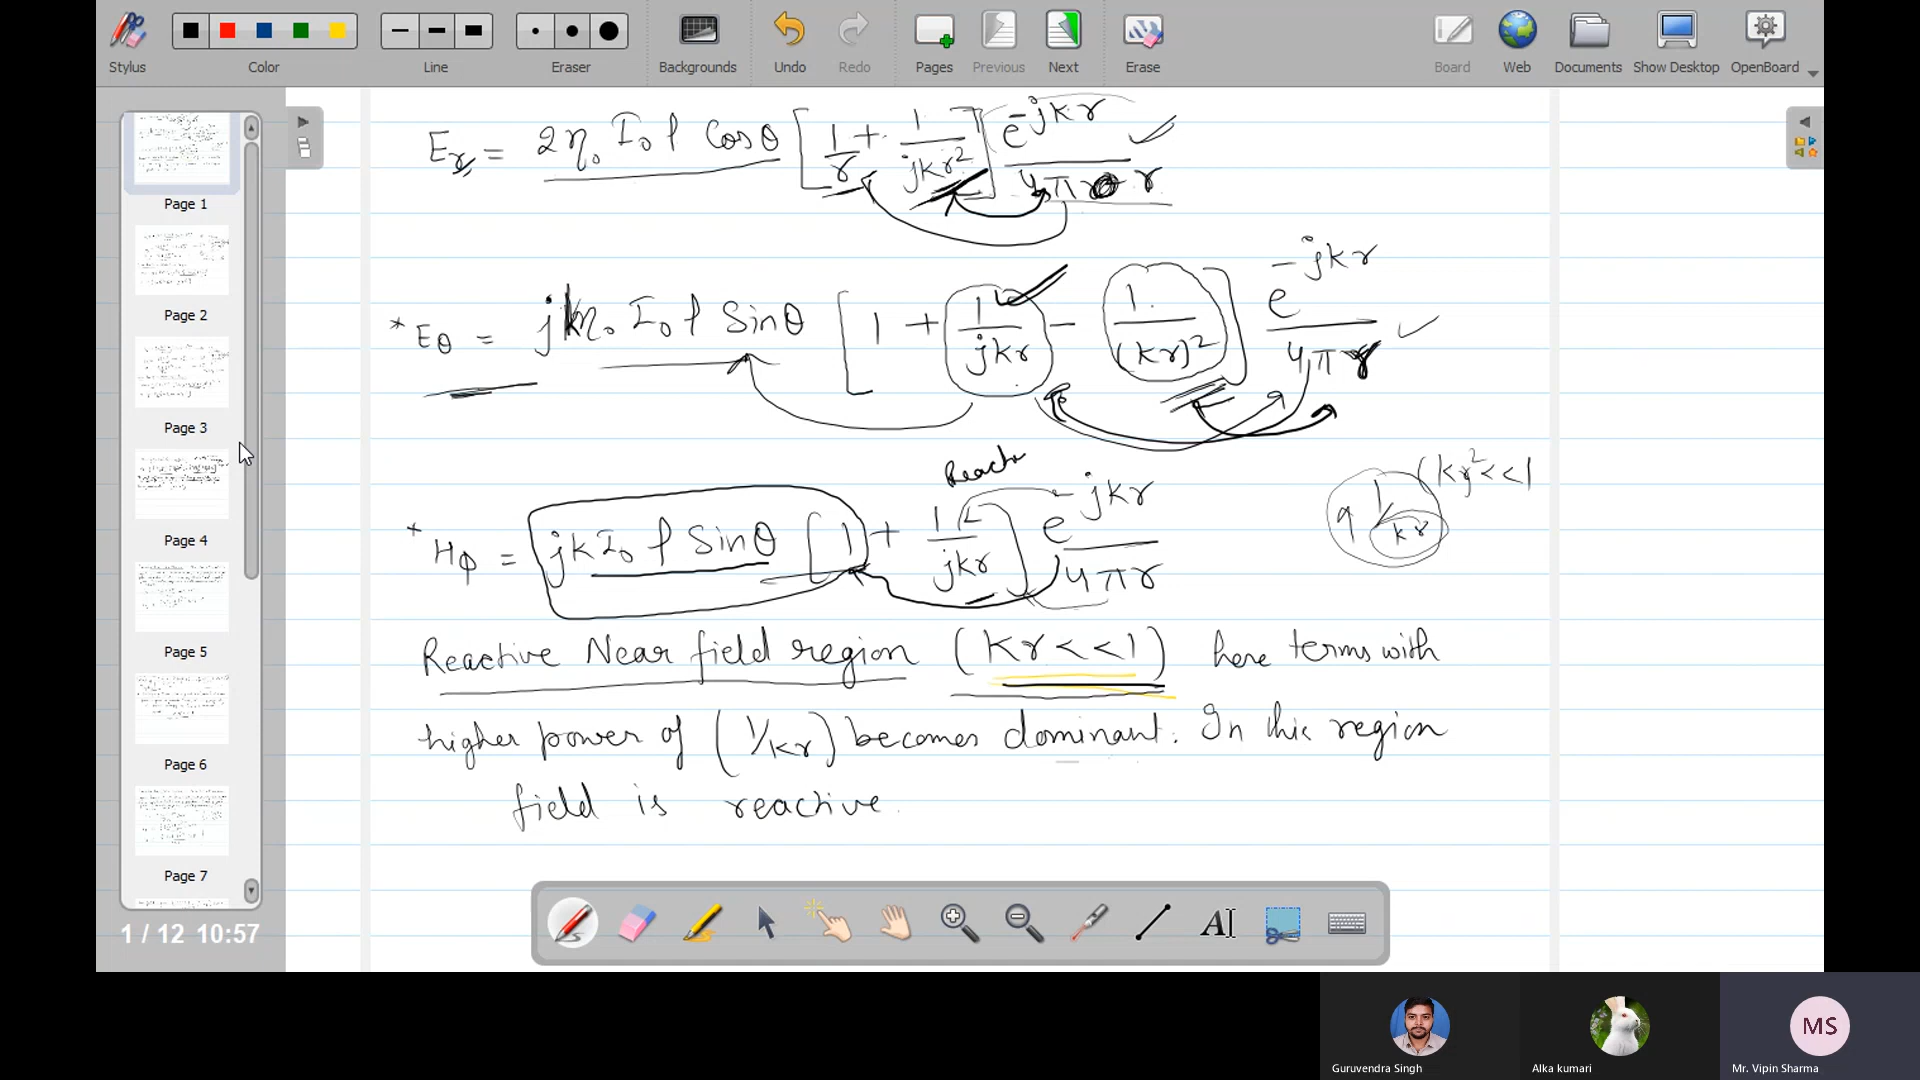 Stylus Color Line Eraser Backgrounds Undo Redo Pages Previous Next Erase Board Web Documents Show Desktop OpenBoard
Page 1
Page 2
Page 3
Page 4
Page 5
Page 6
Page 7
1 / 12 10:57
Er = 2η₀ I₀ l Cosθ [1/r + 1/jkr²] e^-jkr / 4πr
* Eθ = jkη₀ I₀ l Sinθ [1 + 1/jkr - 1/(kr)²] e^-jkr / 4πr
(kr)² << 1
1/kr
* Hφ = jk I₀ l Sinθ [1 + 1/jkr] e^-jkr / 4πr
Reactive Near field region (kr << 1) here terms with
higher power of (1/kr) becomes dominant. In this region
field is reactive.
Guruvendra Singh
Alka kumari
MS
Mr. Vipin Sharma